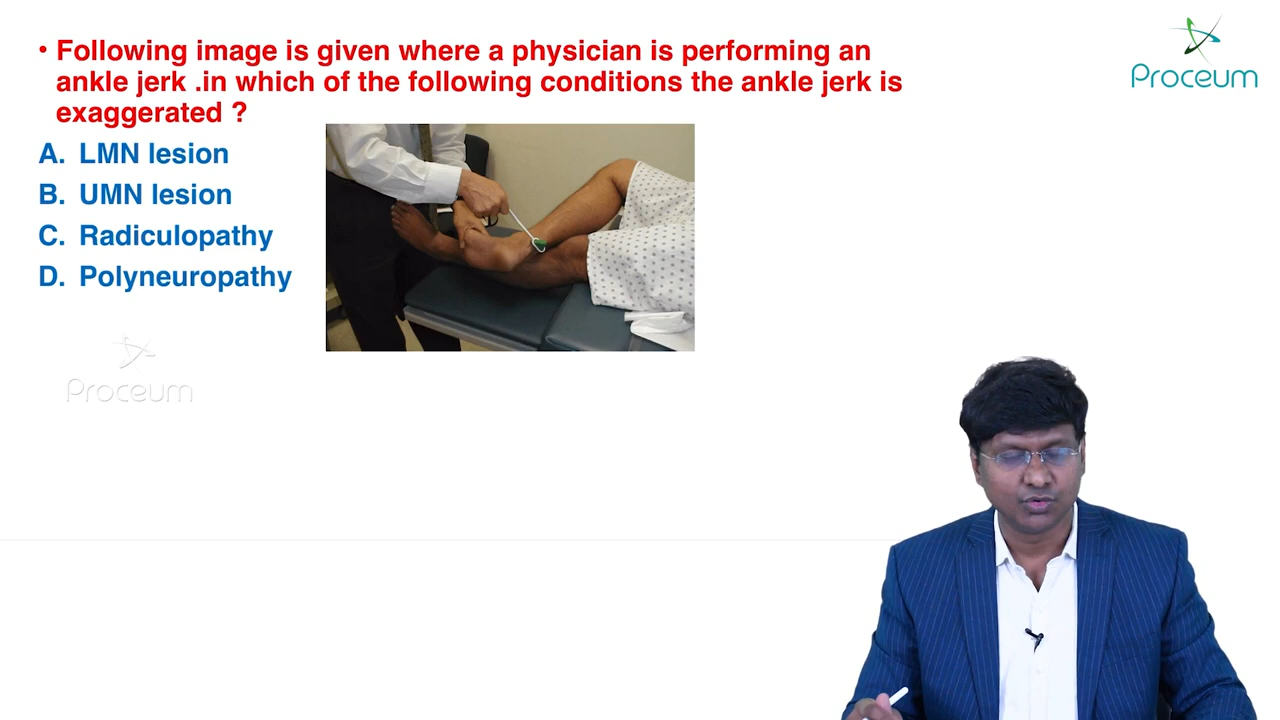 • Following image is given where a physician is performing an
ankle jerk .in which of the following conditions the ankle jerk is
exaggerated ?
A. LMN lesion
B. UMN lesion
C. Radiculopathy
D. Polyneuropathy
Proceum
Proceum